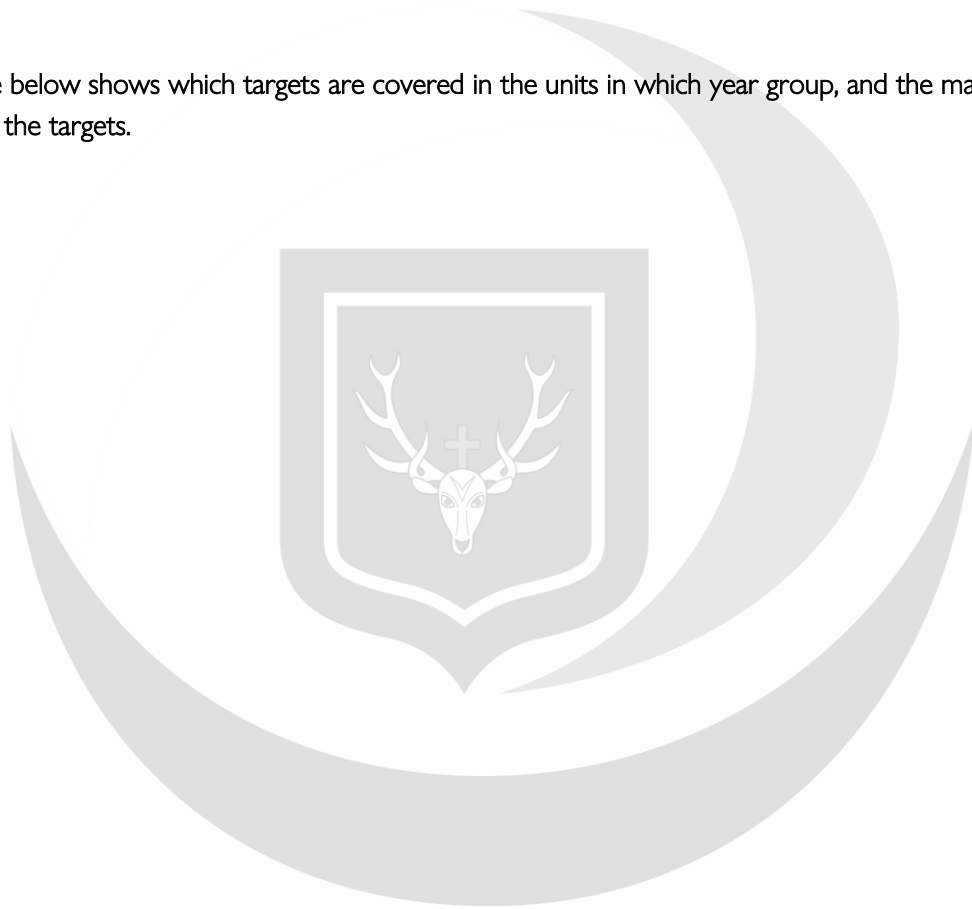 below shows which targets are covered in the units in which year group, and the
the targets.